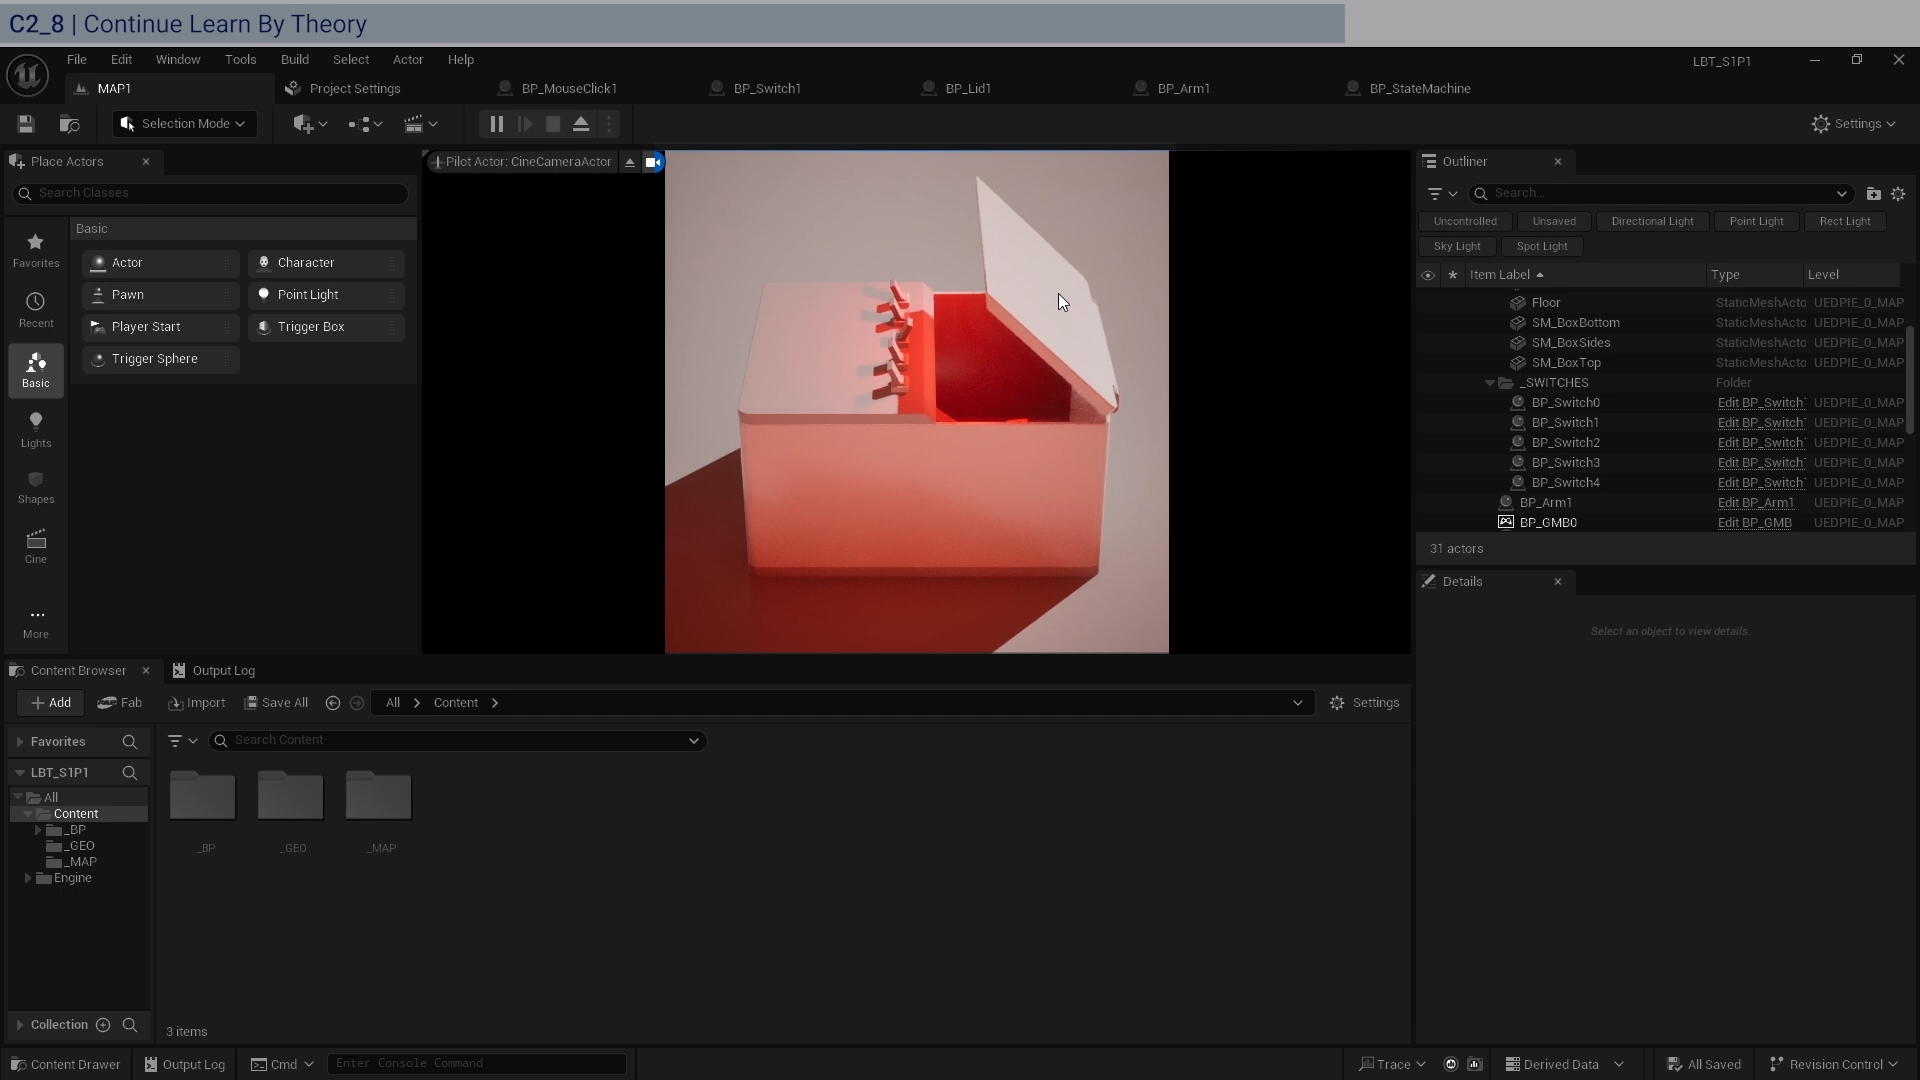 C2_8 | Continue Learn By Theory
File Edit Window Tools Build Select Actor Help
LBT_S1P1
MAP1
Project Settings
BP_MouseClick1
BP_Switch1
BP_Lid1
BP_Arm1
BP_StateMachine
Selection Mode
Settings
Place Actors
Search Classes
Favorites
Recent
Basic
Lights
Shapes
Cine
More
Basic
Actor
Character
Pawn
Point Light
Player Start
Trigger Box
Trigger Sphere
Pilot Actor: CineCameraActor
Outliner
Search...
Uncontrolled
Unsaved
Directional Light
Point Light
Rect Light
Sky Light
Spot Light
Item Label Type Level
Floor StaticMeshActo UEDPIE_0_MAP
SM_BoxBottom StaticMeshActo UEDPIE_0_MAP
SM_BoxSides StaticMeshActo UEDPIE_0_MAP
SM_BoxTop StaticMeshActo UEDPIE_0_MAP
_SWITCHES Folder
BP_Switch0 Edit BP_Switch UEDPIE_0_MAP
BP_Switch1 Edit BP_Switch UEDPIE_0_MAP
BP_Switch2 Edit BP_Switch UEDPIE_0_MAP
BP_Switch3 Edit BP_Switch UEDPIE_0_MAP
BP_Switch4 Edit BP_Switch UEDPIE_0_MAP
BP_Arm1 Edit BP_Arm1 UEDPIE_0_MAP
BP_GMB0 Edit BP_GMB UEDPIE_0_MAP
31 actors
Details
Select an object to view details.
Content Browser
Output Log
Add
Fab
Import
Save All
All
Content
Settings
Favorites
LBT_S1P1
All
Content
_BP
_GEO
_MAP
Engine
Collection
Search Content
_BP
_GEO
_MAP
3 items
Content Drawer
Output Log
Cmd
Enter Console Command
Trace
Derived Data
All Saved
Revision Control